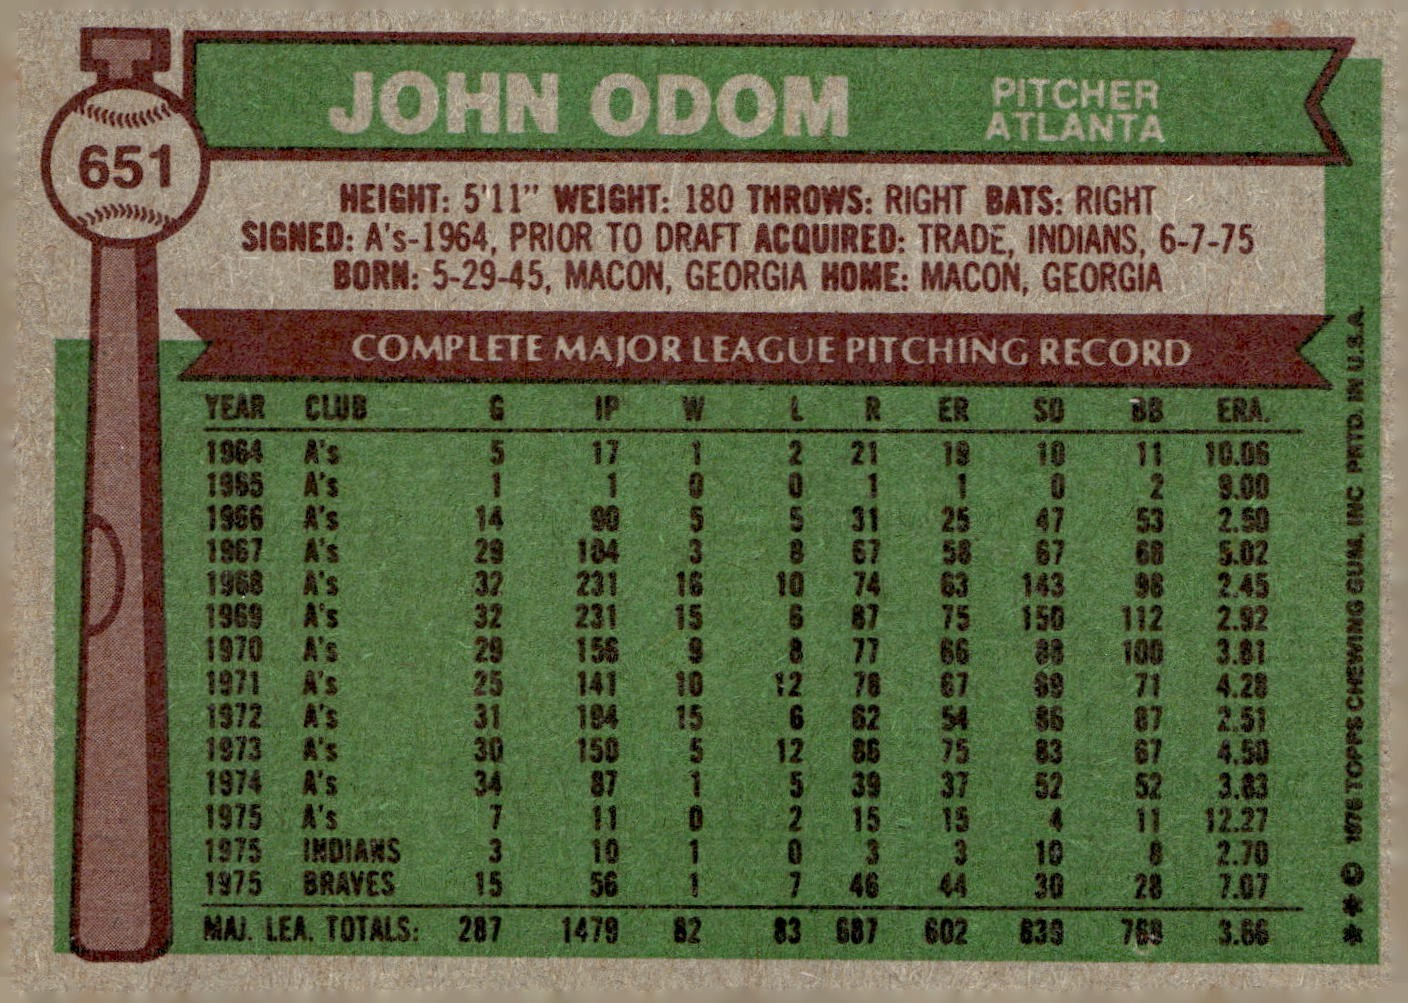 JOHN ODOM
PITCHER
ATLANTA
651
HEIGHT: 5'11" WEIGHT: 180 THROWS: RIGHT BATS: RIGHT
SIGNED: A's-1964, PRIOR TO DRAFT ACQUIRED: TRADE, INDIANS, 6-7-75
BORN: 5-29-45, MACON, GEORGIA HOME: MACON, GEORGIA
COMPLETE MAJOR LEAGUE PITCHING RECORD
YEAR CLUB G IP W L R ER SO BB ERA.
1964 A's 5 17 1 2 21 19 10 11 10.06
1965 A's 1 1 0 0 1 1 0 2 9.00
1966 A's 14 90 5 5 31 25 47 53 2.50
1967 A's 29 104 3 8 67 58 67 68 5.02
1968 A's 32 231 16 10 74 63 143 98 2.45
1969 A's 32 231 15 6 87 75 150 112 2.92
1970 A's 29 156 9 8 77 66 88 100 3.81
1971 A's 25 141 10 12 78 67 69 71 4.28
1972 A's 31 194 15 6 62 54 86 87 2.51
1973 A's 30 150 5 12 86 75 83 67 4.50
1974 A's 34 87 1 5 39 37 52 52 3.83
1975 A's 7 11 0 2 15 15 4 11 12.27
1975 INDIANS 3 10 1 0 3 3 10 8 2.70
1975 BRAVES 15 56 1 7 46 44 30 28 7.07
MAJ. LEA. TOTALS: 287 1479 82 83 687 602 839 768 3.66
** © 1976 TOPPS CHEWING GUM, INC PRTD. IN U.S.A.